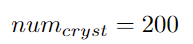 num_{cryst} = 200